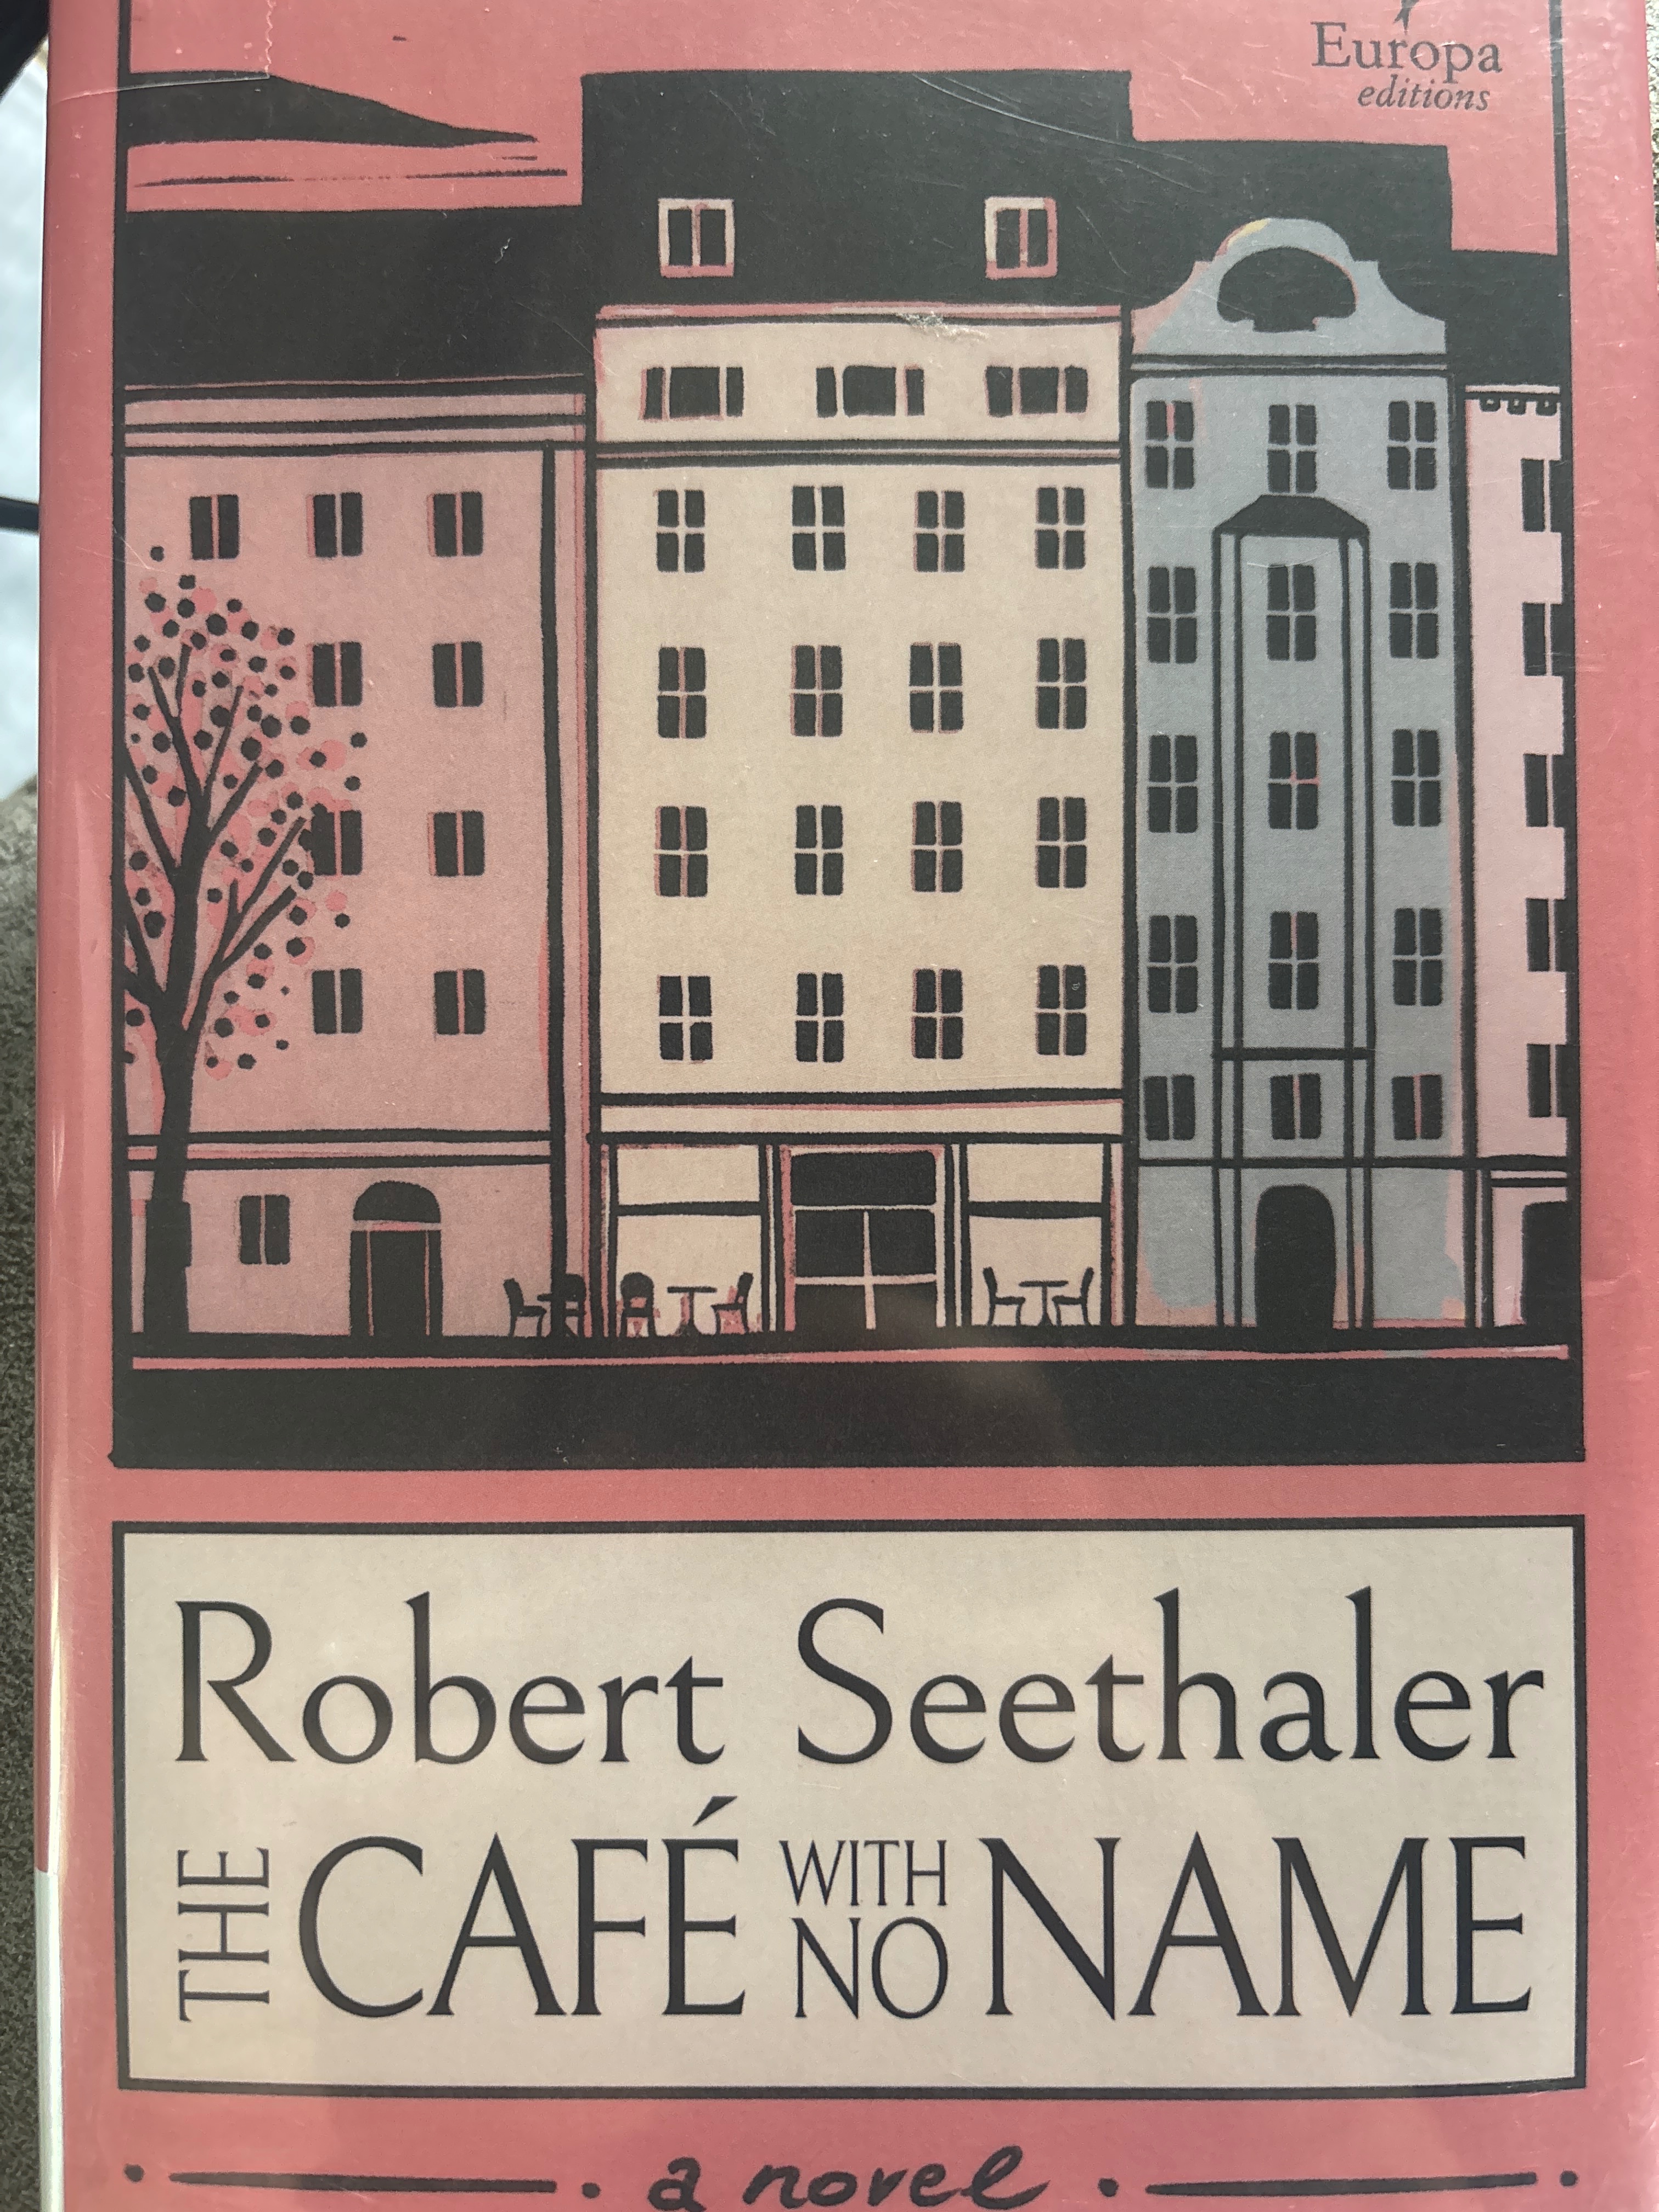 Europa
editions
Robert Seethaler
THE CAFÉ WITH NO NAME
a novel